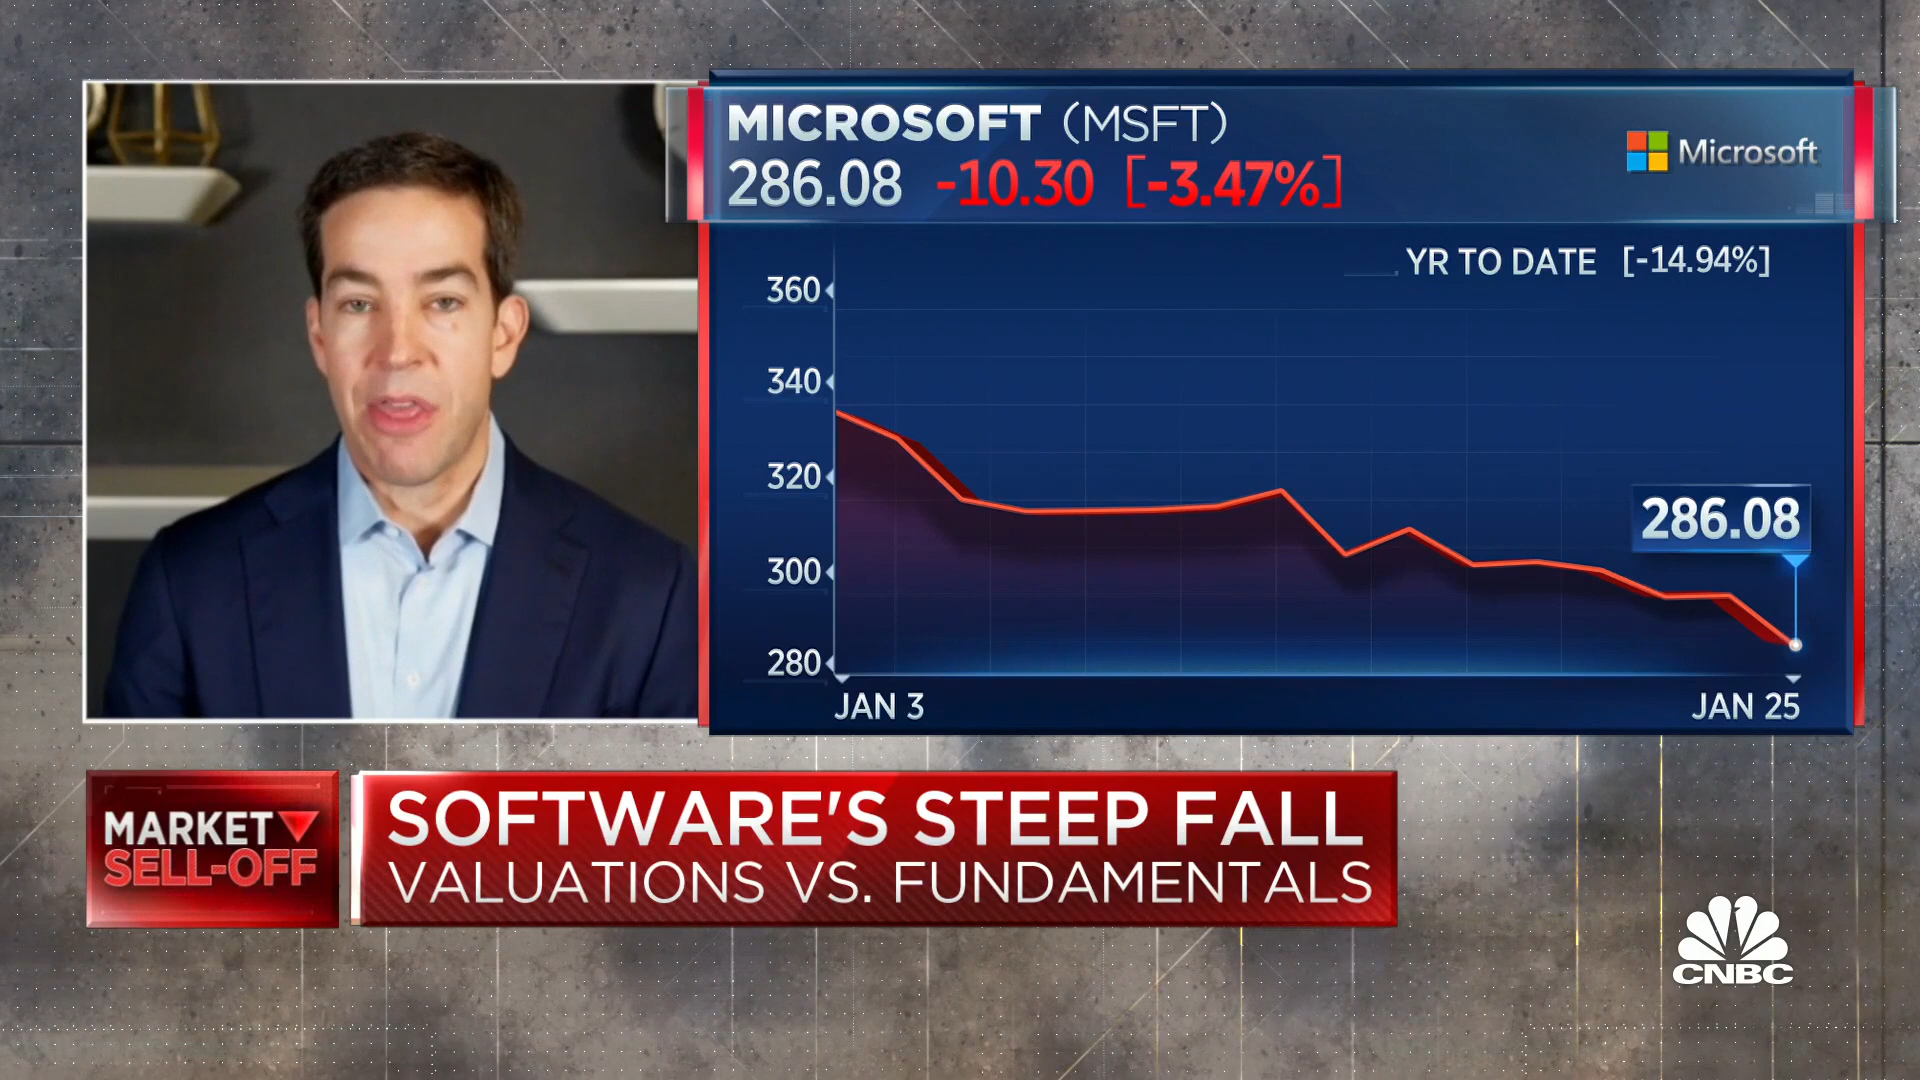 MICROSOFT (MSFT)
286.08 -10.30 [-3.47%]
Microsoft
YR TO DATE [-14.94%]
360
340
320
300
280
286.08
JAN 3
JAN 25
MARKET
SELL-OFF
SOFTWARE'S STEEP FALL
VALUATIONS VS. FUNDAMENTALS
CNBC